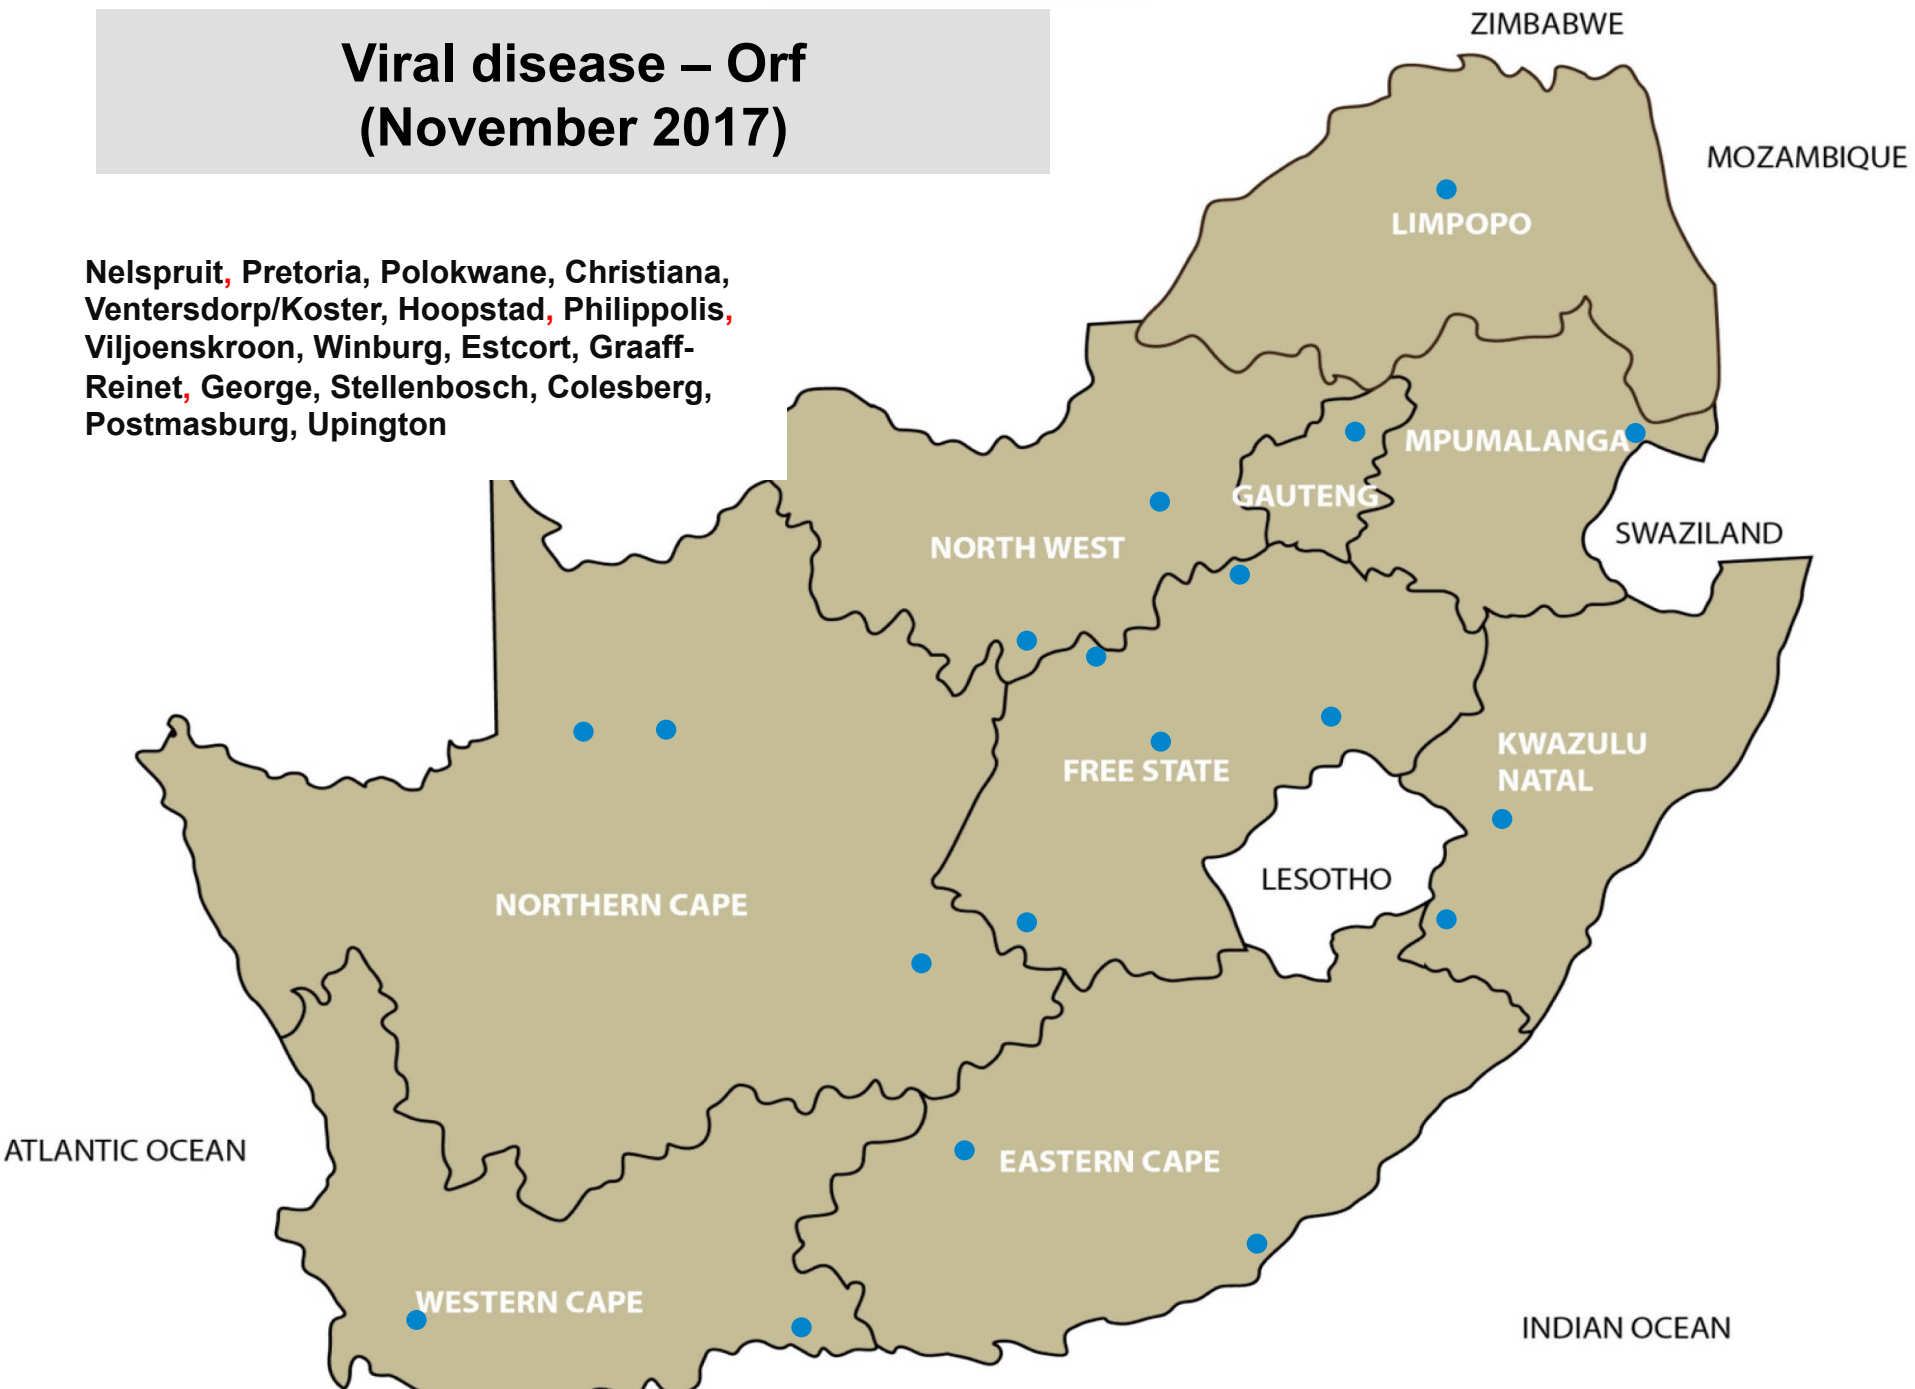 Viral disease – Orf
(November 2017)
Nelspruit, Pretoria, Polokwane, Christiana,
Ventersdorp/Koster, Hoopstad, Philippolis,
Viljoenskroon, Winburg, Estcort, Graaff-
Reinet, George, Stellenbosch, Colesberg,
Postmasburg, Upington
ZIMBABWE
MOZAMBIQUE
LIMPOPO
MPUMALANGA
GAUTENG
SWAZILAND
NORTH WEST
KWAZULU
NATAL
FREE STATE
LESOTHO
NORTHERN CAPE
ATLANTIC OCEAN
EASTERN CAPE
WESTERN CAPE
INDIAN OCEAN